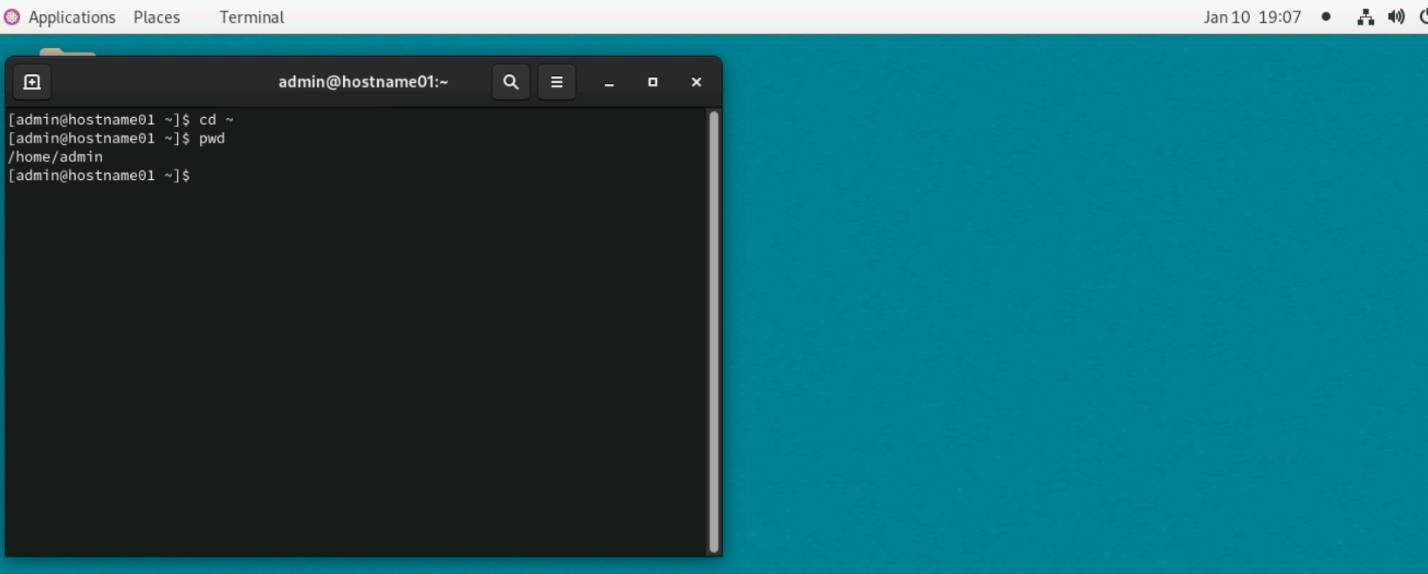 Applications Places Terminal Jan 10 19:07
admin@hostname01:~
[admin@hostname01 ~]$ cd ~
[admin@hostname01 ~]$ pwd
/home/admin
[admin@hostname01 ~]$